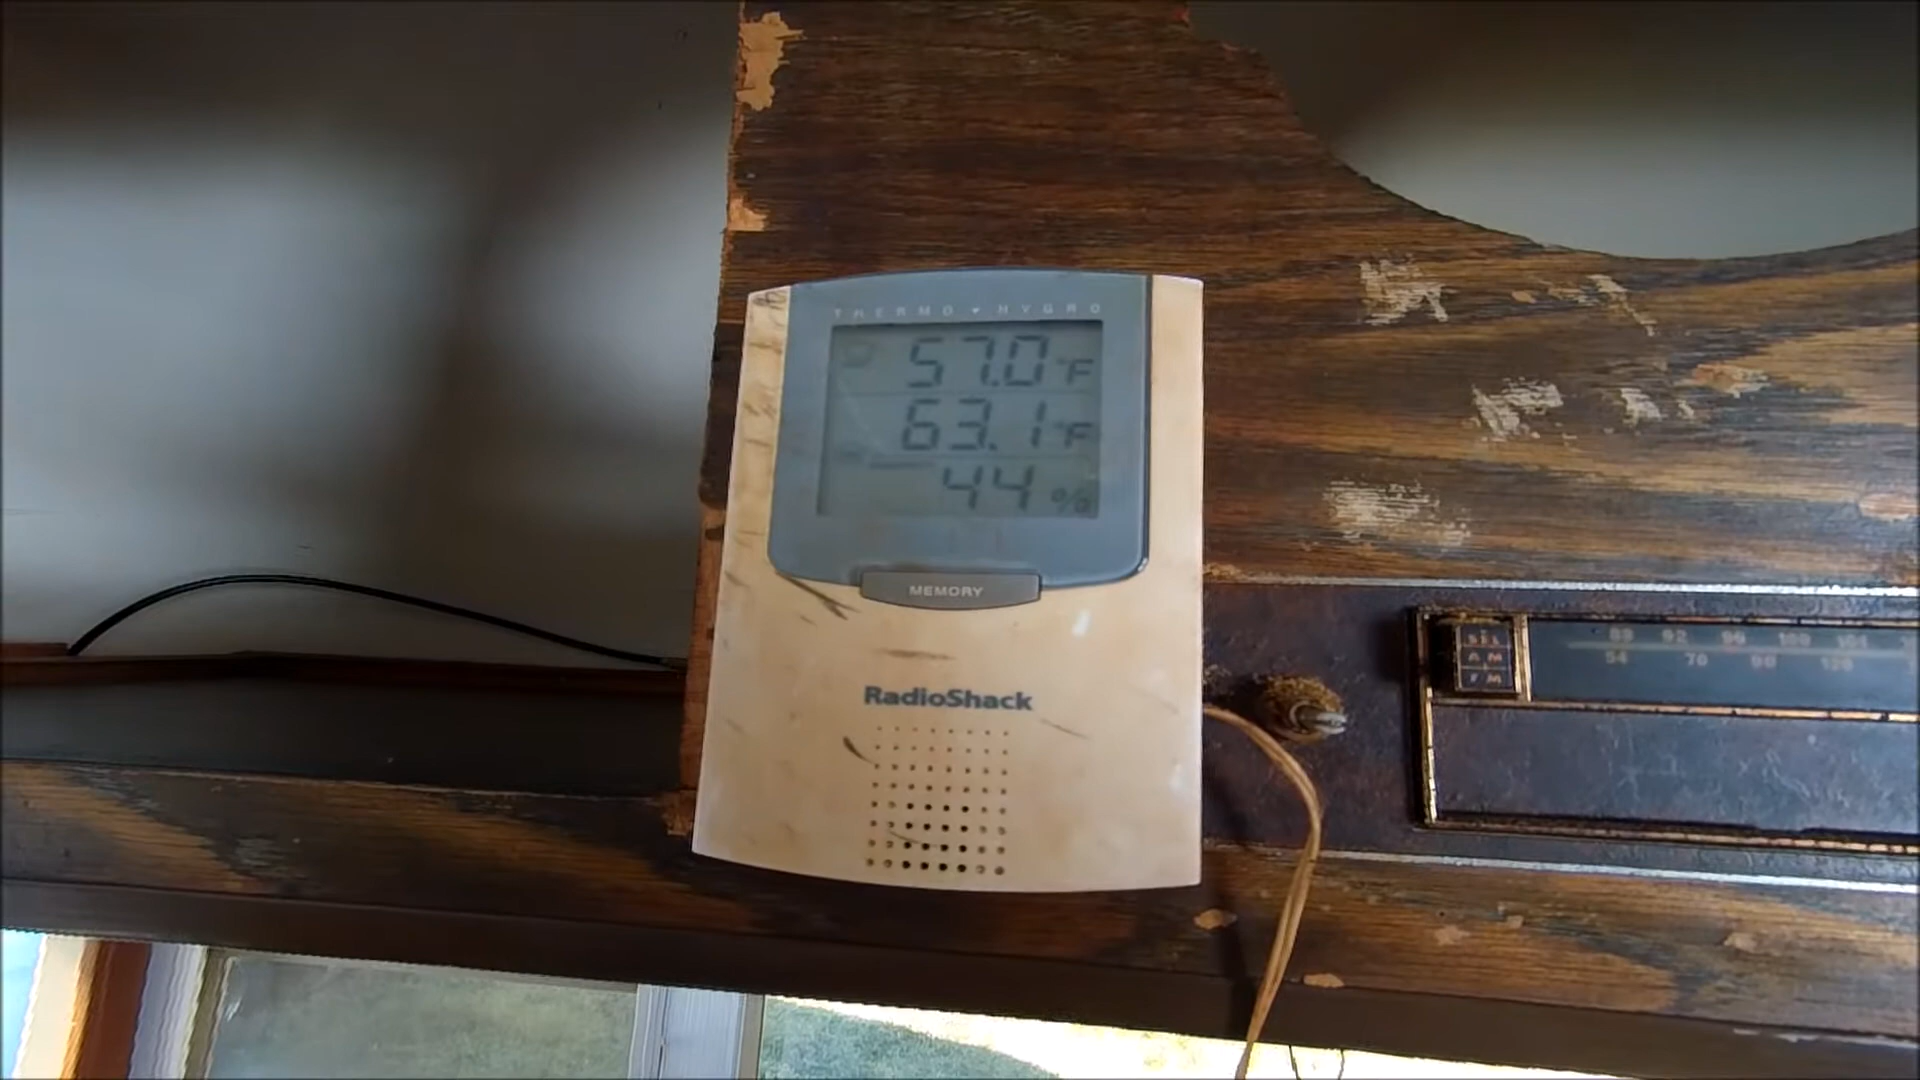 THERMO HYGRO
57.0°F
63.1°F
44%
MEMORY
RadioShack
AM
FM
88 92 96 100 104
54 70 90 120